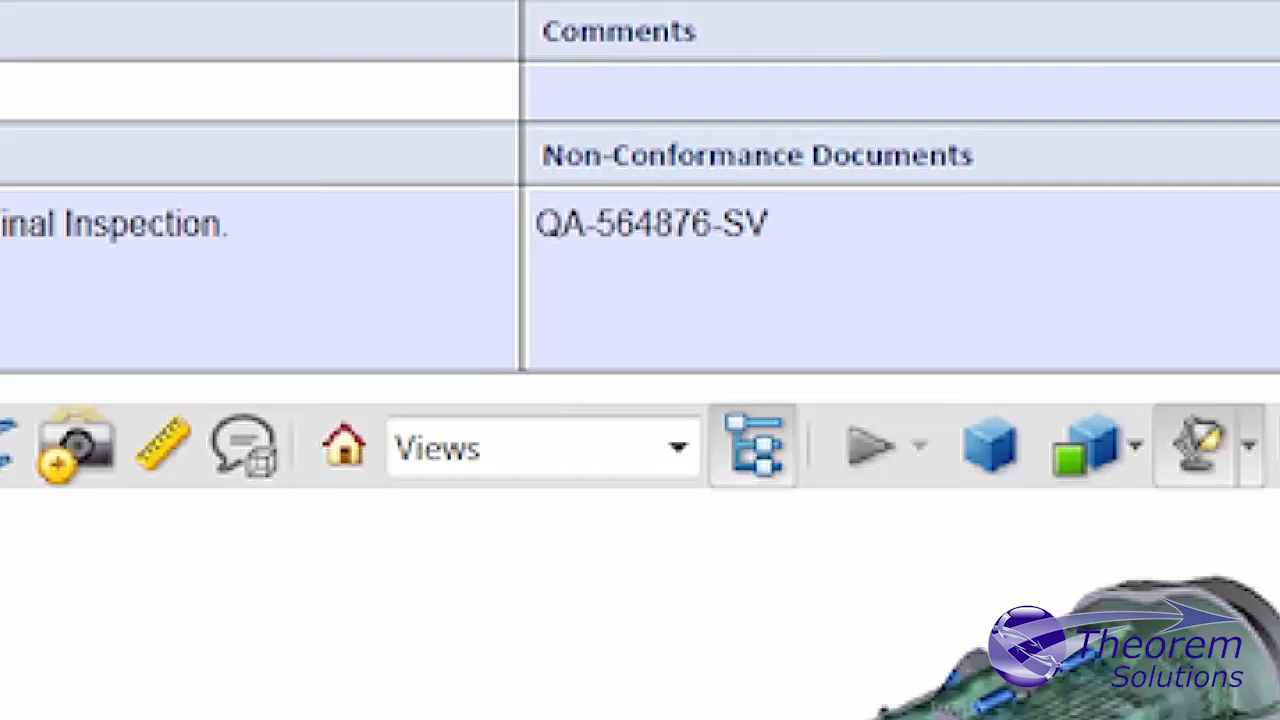 Comments
Non-Conformance Documents
inal Inspection.
QA-564876-SV
Views
Theorem
Solutions